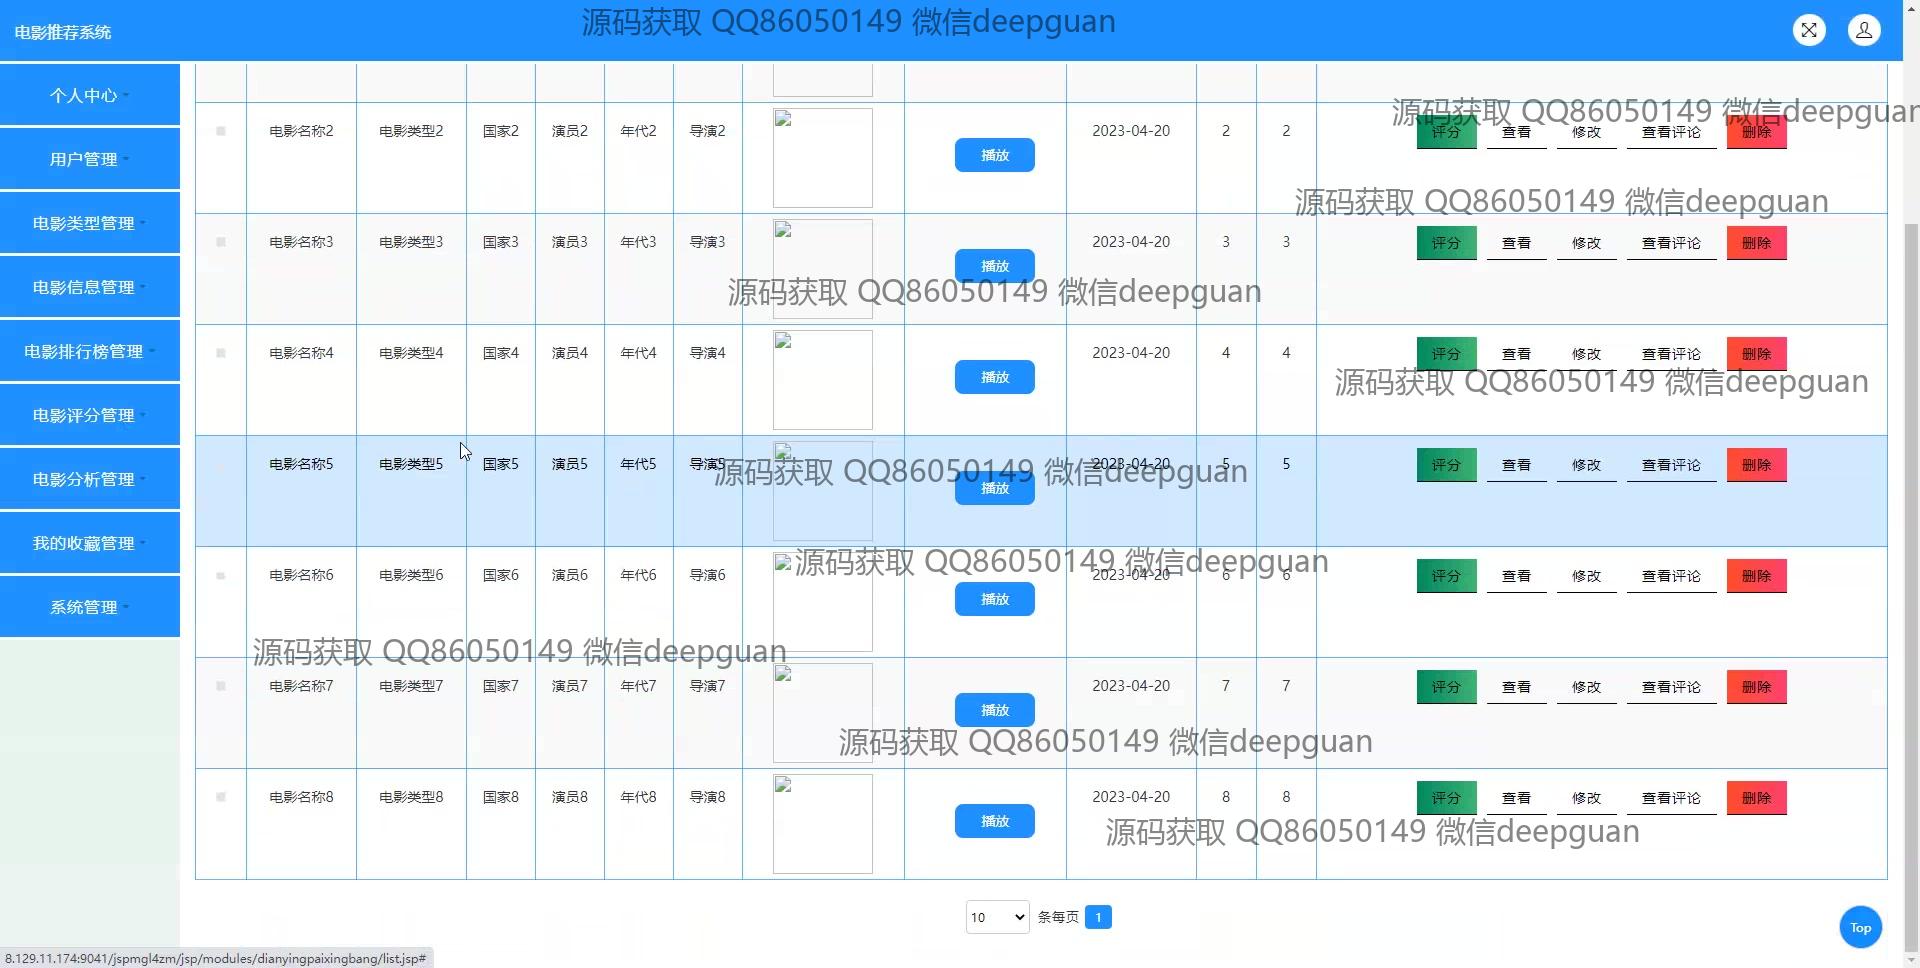 电影推荐系统
源码获取 QQ86050149 微信deepguan
个人中心
用户管理
电影类型管理
电影信息管理
电影排行榜管理
电影评分管理
电影分析管理
我的收藏管理
系统管理
源码获取 QQ86050149 微信deepguan
电影名称2 电影类型2 国家2 演员2 年代2 导演2 播放 2023-04-20 2 2 评分 查看 修改 查看评论 删除
源码获取 QQ86050149 微信deepguan
电影名称3 电影类型3 国家3 演员3 年代3 导演3 播放 2023-04-20 3 3 评分 查看 修改 查看评论 删除
源码获取 QQ86050149 微信deepguan
电影名称4 电影类型4 国家4 演员4 年代4 导演4 播放 2023-04-20 4 4 评分 查看 修改 查看评论 删除
源码获取 QQ86050149 微信deepguan
电影名称5 电影类型5 国家5 演员5 年代5 导演5 播放 2023-04-20 5 5 评分 查看 修改 查看评论 删除
源码获取 QQ86050149 微信deepguan
源码获取 QQ86050149 微信deepguan
电影名称6 电影类型6 国家6 演员6 年代6 导演6 播放 2023-04-20 6 6 评分 查看 修改 查看评论 删除
源码获取 QQ86050149 微信deepguan
电影名称7 电影类型7 国家7 演员7 年代7 导演7 播放 2023-04-20 7 7 评分 查看 修改 查看评论 删除
源码获取 QQ86050149 微信deepguan
电影名称8 电影类型8 国家8 演员8 年代8 导演8 播放 2023-04-20 8 8 评分 查看 修改 查看评论 删除
源码获取 QQ86050149 微信deepguan
10 条每页 1
Top
8.129.11.174:9041/jspmgl4zm/jsp/modules/dianyingpaixingbang/list.jsp#